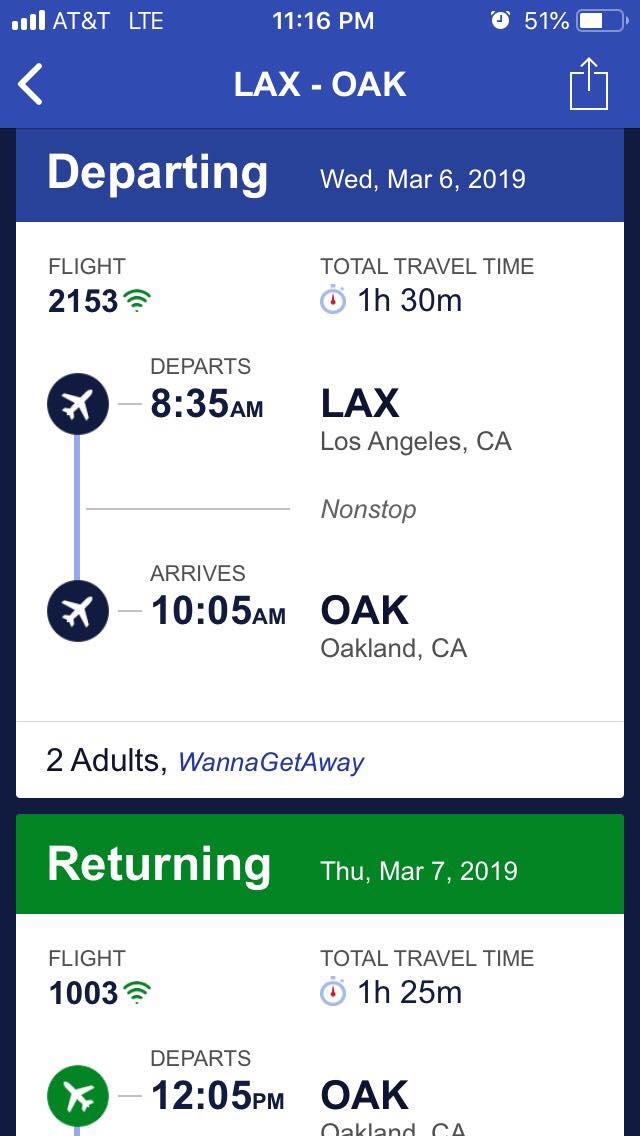 AT&T LTE 11:16 PM 51%
LAX - OAK
Departing Wed, Mar 6, 2019
FLIGHT TOTAL TRAVEL TIME
2153 1h 30m
DEPARTS
8:35AM LAX
Los Angeles, CA
Nonstop
ARRIVES
10:05AM OAK
Oakland, CA
2 Adults, WannaGetAway
Returning Thu, Mar 7, 2019
FLIGHT TOTAL TRAVEL TIME
1003 1h 25m
DEPARTS
12:05PM OAK
Oakland, CA